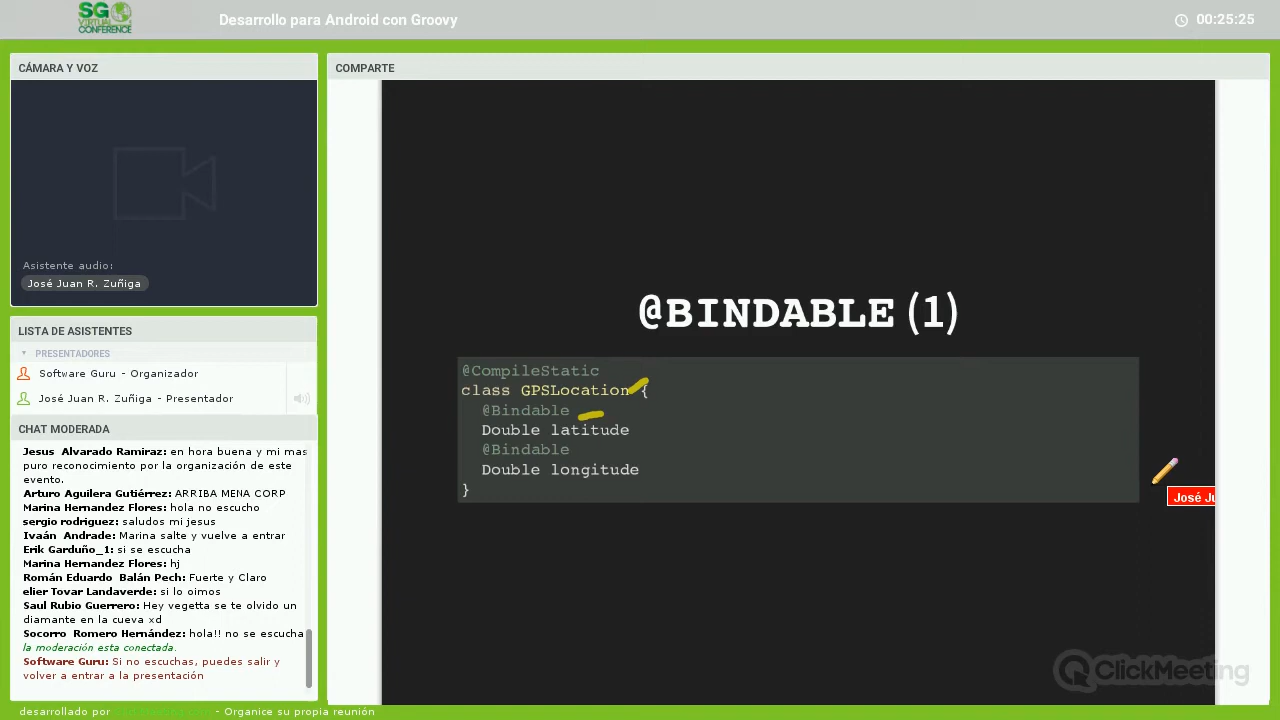 SG
VIRTUAL
CONFERENCE
Desarrollo para Android con Groovy
00:25:25
CÁMARA Y VOZ
Asistente audio:
José Juan R. Zuñiga
LISTA DE ASISTENTES
PRESENTADORES
Software Guru - Organizador
José Juan R. Zuñiga - Presentador
CHAT MODERADA
Jesus Alvarado Ramiraz: en hora buena y mi mas
puro reconocimiento por la organización de este
evento.
Arturo Aguilera Gutiérrez: ARRIBA MENA CORP
Marina Hernandez Flores: hola no escucho
sergio rodriguez: saludos mi jesus
Ivaán Andrade: Marina salte y vuelve a entrar
Erik Garduño_1: si se escucha
Marina Hernandez Flores: hj
Román Eduardo Balán Pech: Fuerte y Claro
elier Tovar Landaverde: si lo oimos
Saul Rubio Guerrero: Hey vegetta se te olvido un
diamante en la cueva xd
Socorro Romero Hernández: hola!! no se escucha
la moderación esta conectada.
Software Guru: Si no escuchas, puedes salir y
volver a entrar a la presentación
desarrollado por - Organice su propia reunión
COMPARTE
@BINDABLE (1)
@CompileStatic
class GPSLocation {
@Bindable
Double latitude
@Bindable
Double longitude
}
José Ju
ClickMeeting